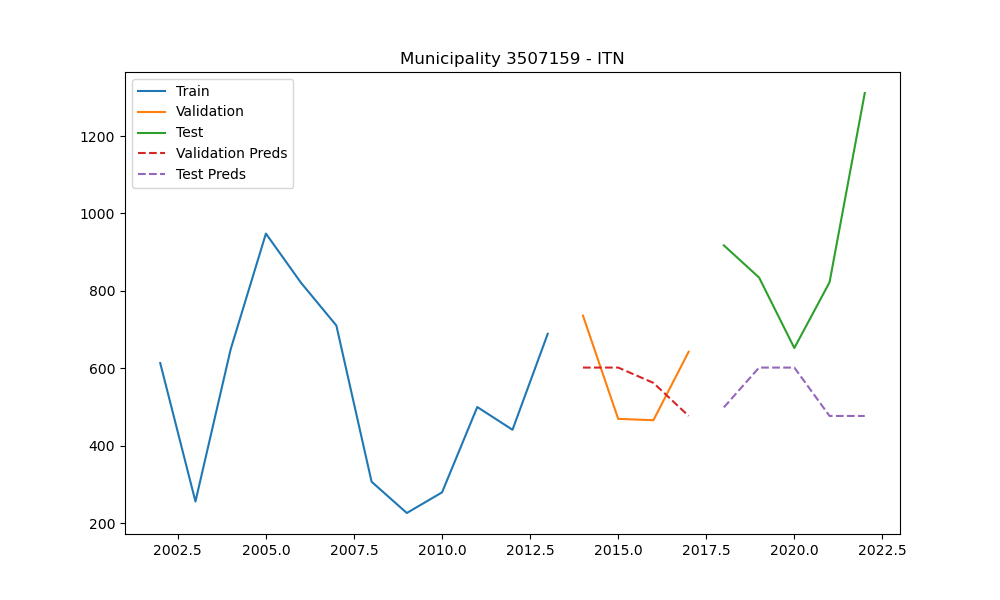 Municipality 3507159 - ITN
Train
Validation
Test
Validation Preds
Test Preds
1200
1000
800
600
400
200
2002.5 2005.0 2007.5 2010.0 2012.5 2015.0 2017.5 2020.0 2022.5